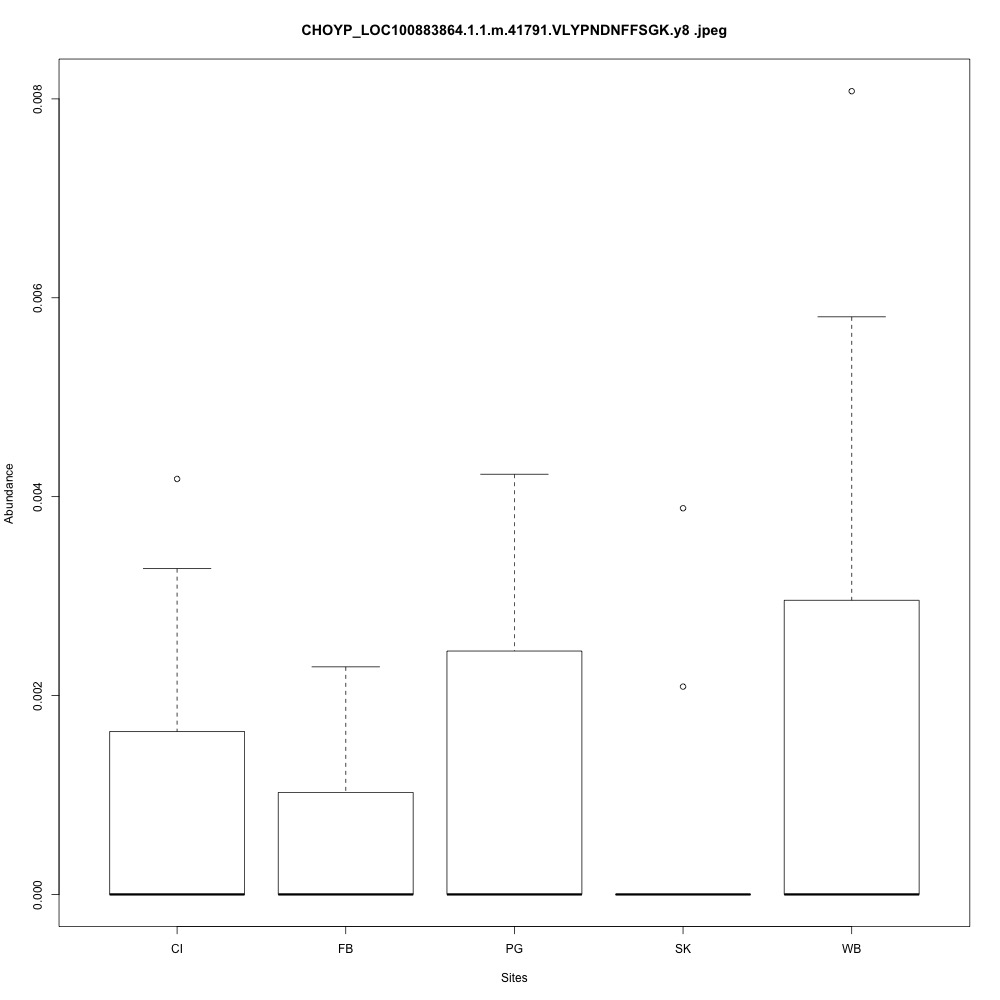 CHOYP_LOC100883864.1.1.m.41791.VLYPNDNFFSGK.y8 .jpeg
0.008
0.006
0.004
0.002
0.000
Abundance
CI FB PG SK WB
Sites